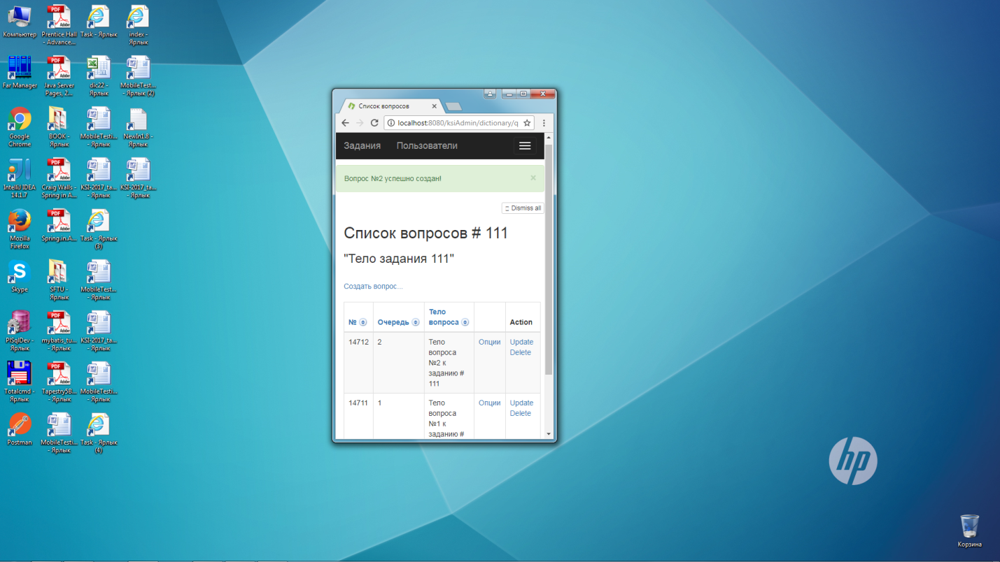 Компьютер
Prentice Hall
- Advance...
Task - Ярлык
index -
Ярлык
Far Manager
Java Server
Pages, 2...
dic22 -
Ярлык
MobileTest...
- Ярлык (2)
Google
Chrome
BOOK -
Ярлык
MobileTesti...
- Ярлык
NewIn1.8 -
Ярлык
IntelliJ IDEA
14.1.7
Craig Walls -
Spring in A...
KSI-2017_ta...
- Ярлык
KSI-2017_ta...
- Ярлык
Mozilla
Firefox
Spring.in.A...
Task - Ярлык
(3)
Skype
SFTU -
Ярлык
MobileTest...
- Ярлык
PlSqlDev -
Ярлык
mybatis_tu...
- Ярлык
KSI-2017_ta...
- Ярлык
Totalcmd -
Ярлык
Tapestry5B...
- Ярлык
MobileTesti...
- Ярлык
Postman
MobileTesti...
- Ярлык
Task - Ярлык
(4)
Список вопросов
localhost:8080/ksiAdmin/dictionary/q
Задания Пользователи
Вопрос №2 успешно создан! ×
Dismiss all
Список вопросов # 111
"Тело задания 111"
Создать вопрос...
№ Очередь Тело вопроса Action
14712 2 Тело Опции Update
вопроса Delete
№2 к
заданию #
111
14711 1 Тело Опции Update
вопроса Delete
№1 к
заданию #
hp
Корзина